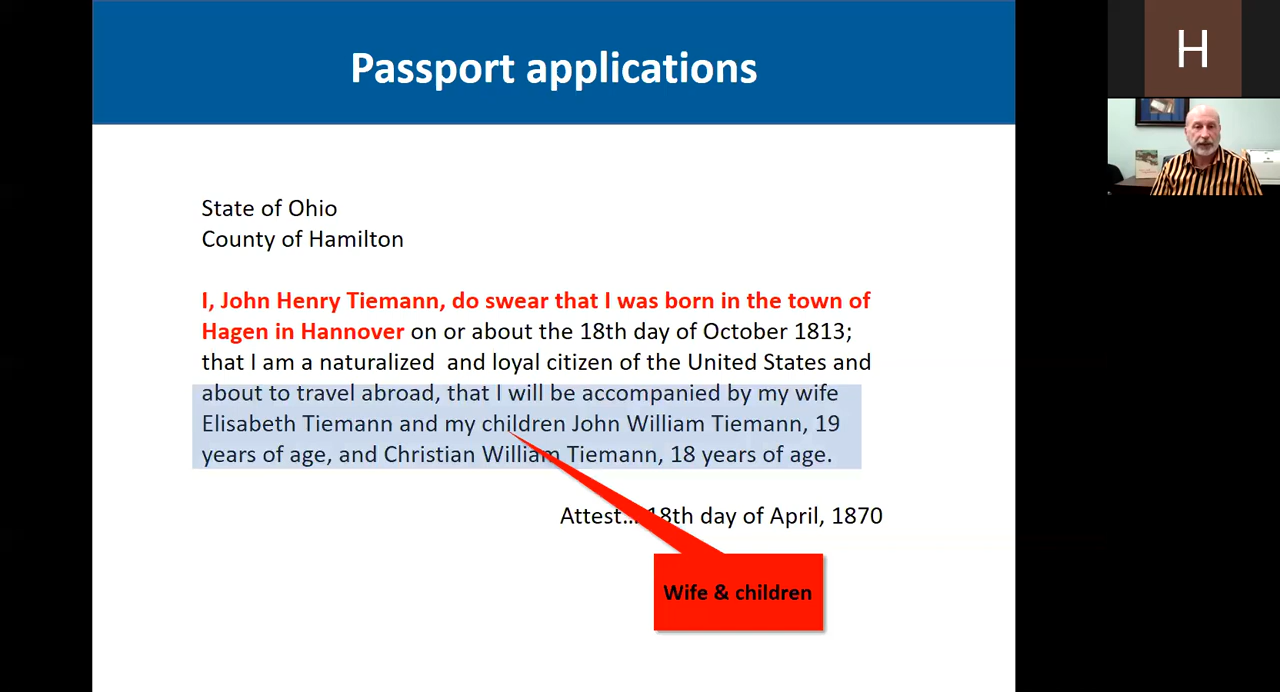 Passport applications
H
State of Ohio
County of Hamilton
I, John Henry Tiemann, do swear that I was born in the town of
Hagen in Hannover on or about the 18th day of October 1813;
that I am a naturalized  and loyal citizen of the United States and
about to travel abroad, that I will be accompanied by my wife
Elisabeth Tiemann and my children John William Tiemann, 19
years of age, and Christian William Tiemann, 18 years of age.
Attest... 18th day of April, 1870
Wife & children